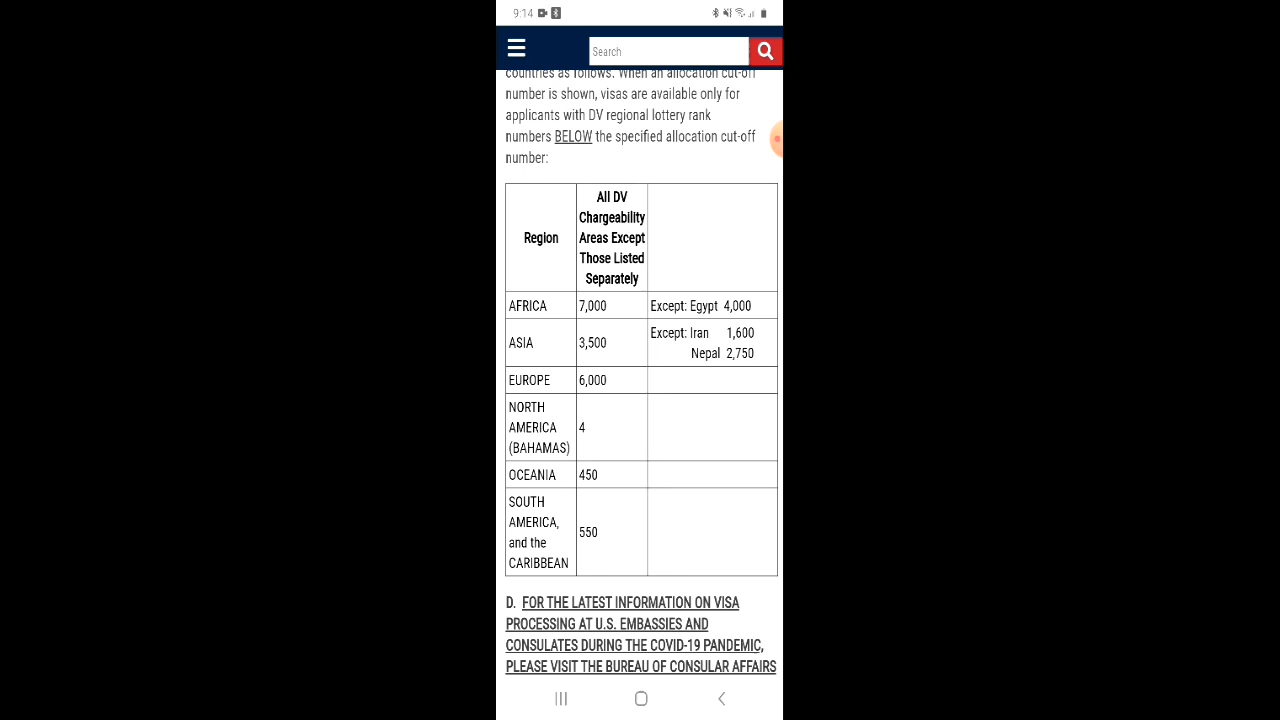 9:14
Search
countries as follows. When an allocation cut-off
number is shown, visas are available only for
applicants with DV regional lottery rank
numbers BELOW the specified allocation cut-off
number:
Region
All DV
Chargeability
Areas Except
Those Listed
Separately
AFRICA 7,000 Except: Egypt 4,000
ASIA 3,500 Except: Iran 1,600
Nepal 2,750
EUROPE 6,000
NORTH
AMERICA 4
(BAHAMAS)
OCEANIA 450
SOUTH
AMERICA, 550
and the
CARIBBEAN
D. FOR THE LATEST INFORMATION ON VISA
PROCESSING AT U.S. EMBASSIES AND
CONSULATES DURING THE COVID-19 PANDEMIC,
PLEASE VISIT THE BUREAU OF CONSULAR AFFAIRS